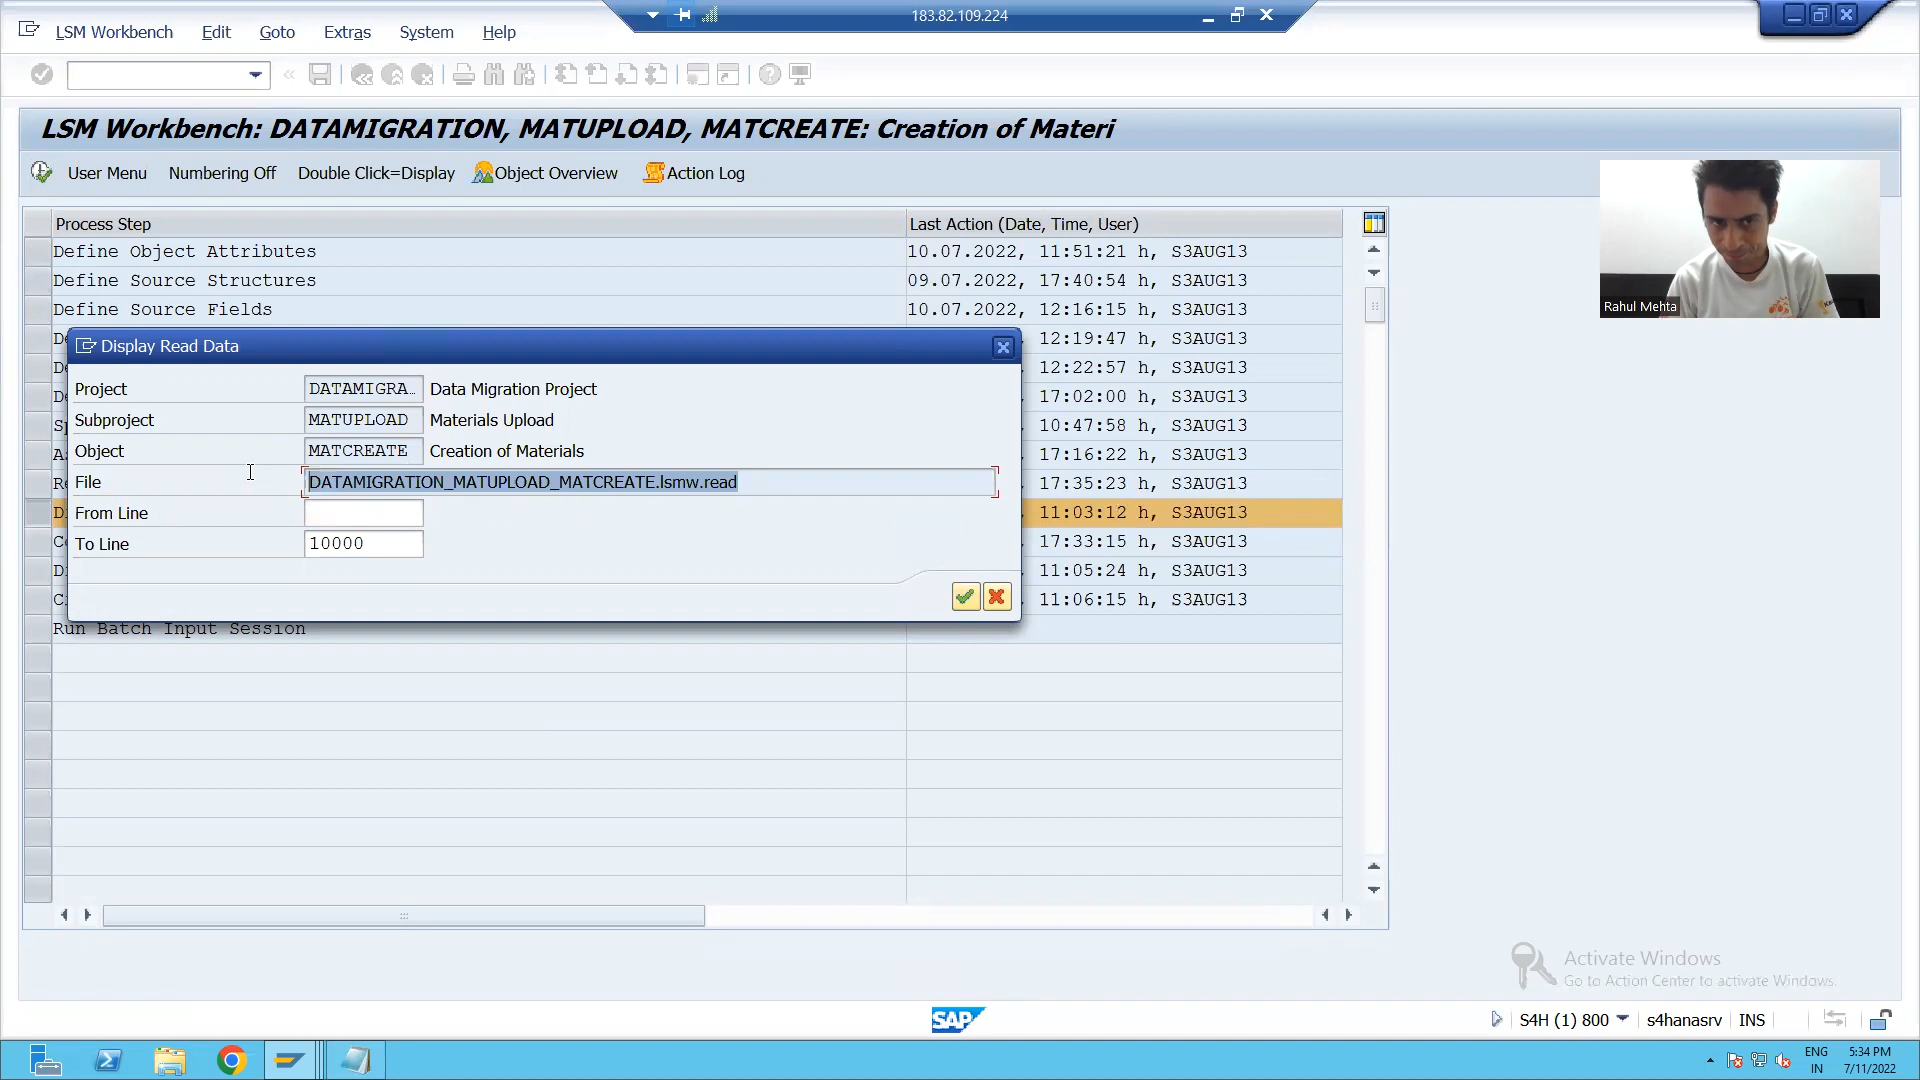 183.82.109.224
LSM Workbench Edit Goto Extras System Help
LSM Workbench: DATAMIGRATION, MATUPLOAD, MATCREATE: Creation of Materi
User Menu Numbering Off Double Click=Display Object Overview Action Log
Process Step Last Action (Date, Time, User)
Define Object Attributes 10.07.2022, 11:51:21 h, S3AUG13
Define Source Structures 09.07.2022, 17:40:54 h, S3AUG13
Define Source Fields 10.07.2022, 12:16:15 h, S3AUG13
Rahul Mehta
12:19:47 h, S3AUG13
12:22:57 h, S3AUG13
17:02:00 h, S3AUG13
10:47:58 h, S3AUG13
17:16:22 h, S3AUG13
17:35:23 h, S3AUG13
11:03:12 h, S3AUG13
17:33:15 h, S3AUG13
11:05:24 h, S3AUG13
11:06:15 h, S3AUG13
Display Read Data
Project DATAMIGRA… Data Migration Project
Subproject MATUPLOAD Materials Upload
Object MATCREATE Creation of Materials
File DATAMIGRATION_MATUPLOAD_MATCREATE.lsmw.read
From Line
To Line 10000
Run Batch Input Session
Activate Windows
Go to Action Center to activate Windows.
SAP
S4H (1) 800 s4hanasrv INS
ENG 5:34 PM
IN 7/11/2022